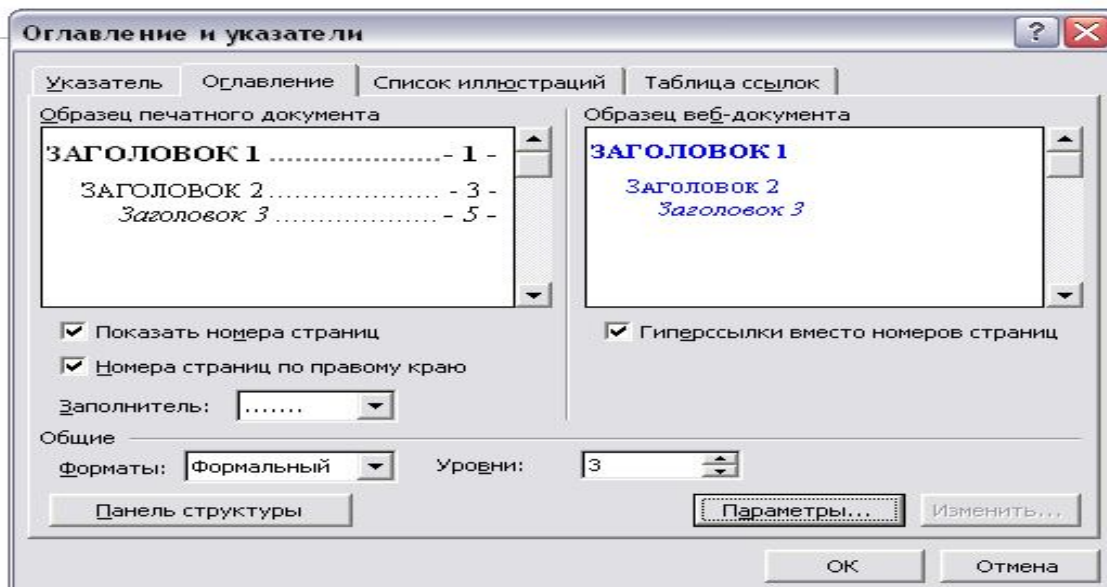 Оглавление и указатели
Указатель Оглавление Список иллюстраций Таблица ссылок
Образец печатного документа
ЗАГОЛОВОК 1 ..................... - 1 -
ЗАГОЛОВОК 2 ..................... - 3 -
Заголовок 3 ..................... - 5 -
Образец веб-документа
ЗАГОЛОВОК 1
ЗАГОЛОВОК 2
Заголовок 3
Показать номера страниц
Номера страниц по правому краю
Заполнитель: .......
Гиперссылки вместо номеров страниц
Общие
Форматы: Формальный Уровни: 3
Панель структуры Параметры... Изменить...
ОК Отмена